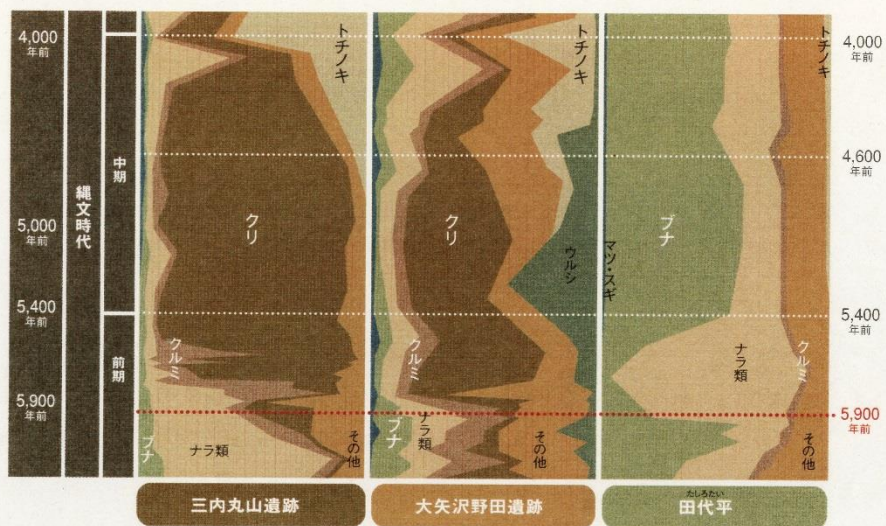 4,000
年前
5,000
年前
5,400
年前
5,900
年前
縄文時代
中期
前期
トチノキ
クリ
クルミ
ブナ
ナラ類
その他
三内丸山遺跡
トチノキ
クリ
ウルシ
クルミ
ブナ
ナラ類
その他
大矢沢野田遺跡
トチノキ
ブナ
マツ・スギ
ナラ類
クルミ
その他
たしろたい
田代平
4,000
年前
4,600
年前
5,400
年前
5,900
年前